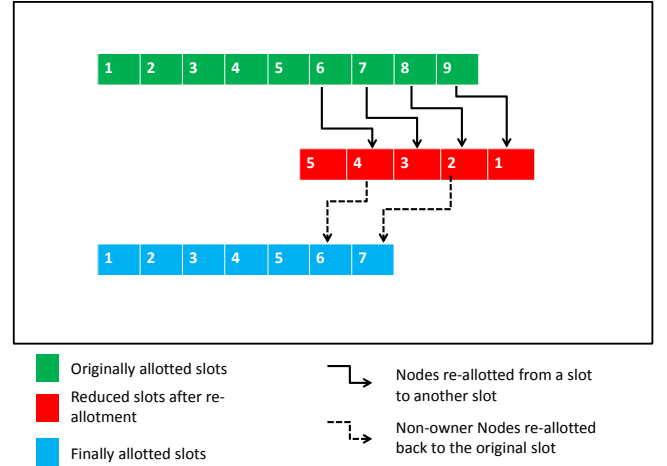 1 2 3 4 5 6 7 8 9
5 4 3 2 1
1 2 3 4 5 6 7
Originally allotted slots
Reduced slots after re-
allotment
Finally allotted slots
Nodes re-allotted from a slot
to another slot
Non-owner Nodes re-allotted
back to the original slot